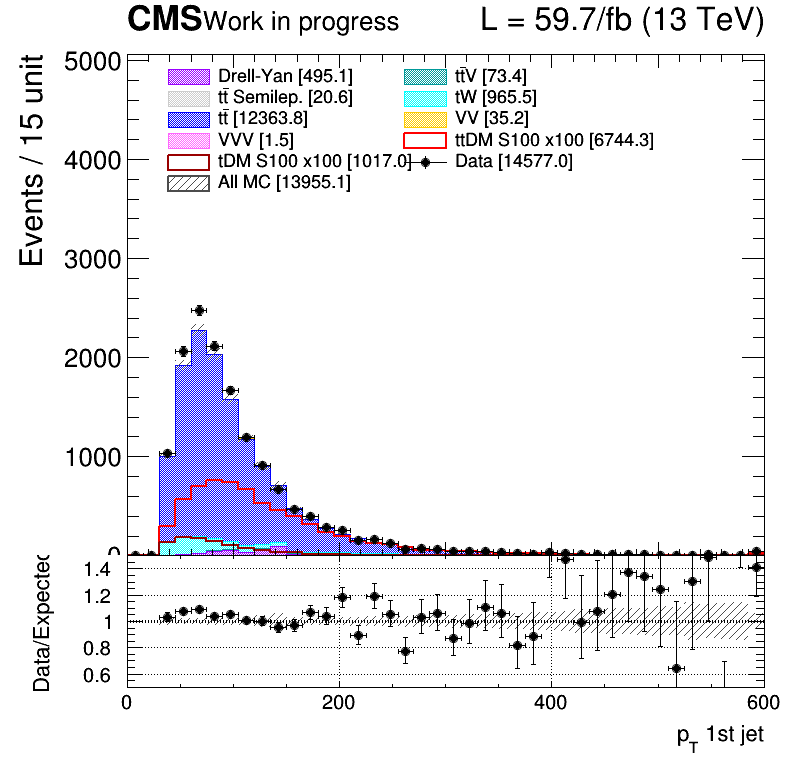 CMS Work in progress L = 59.7/fb (13 TeV)
Events / 15 unit
5000
4000
3000
2000
1000
0
Drell-Yan [495.1]
tt̄ Semilep. [20.6]
tt̄ [12363.8]
VVV [1.5]
tDM S100 x100 [1017.0]
All MC [13955.1]
tt̄V [73.4]
tW [965.5]
VV [35.2]
ttDM S100 x100 [6744.3]
Data [14577.0]
Data/Expected
1.4
1.2
1
0.8
0.6
0 200 400 600
p_T 1st jet